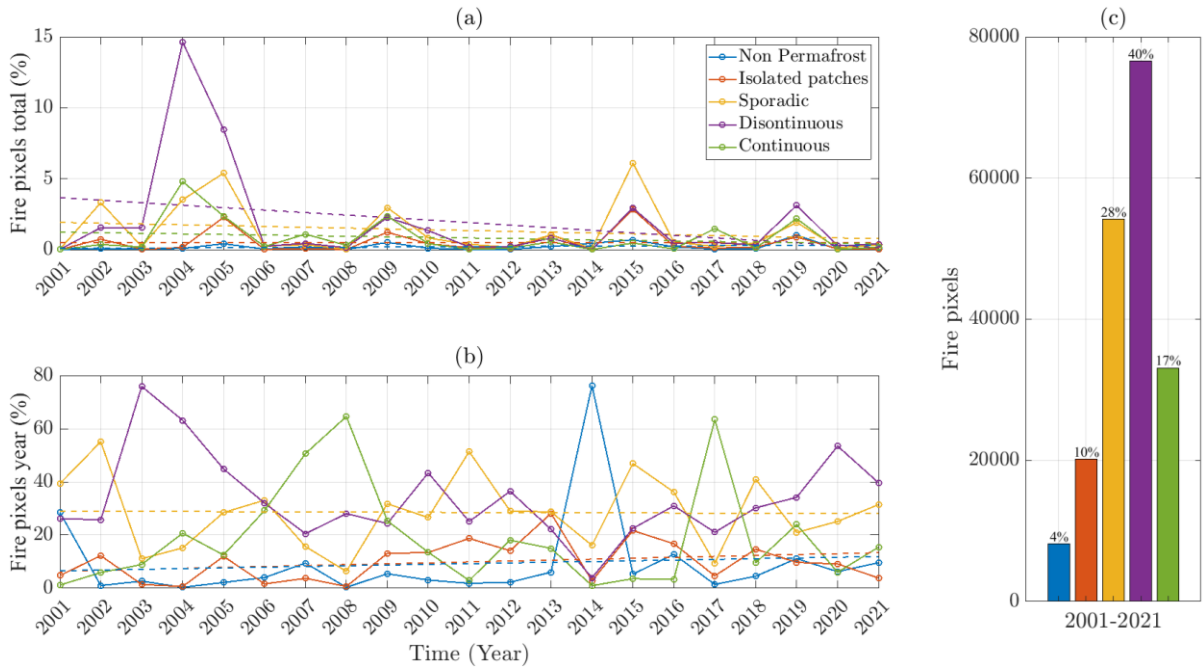 (a)
Fire pixels total (%)
15
10
5
0
Non Permafrost
Isolated patches
Sporadic
Disontinuous
Continuous
2001 2002 2003 2004 2005 2006 2007 2008 2009 2010 2011 2012 2013 2014 2015 2016 2017 2018 2019 2020 2021
(b)
Fire pixels year (%)
80
60
40
20
0
2001 2002 2003 2004 2005 2006 2007 2008 2009 2010 2011 2012 2013 2014 2015 2016 2017 2018 2019 2020 2021
Time (Year)
(c)
Fire pixels
80000
60000
40000
20000
0
4%
10%
28%
40%
17%
2001-2021